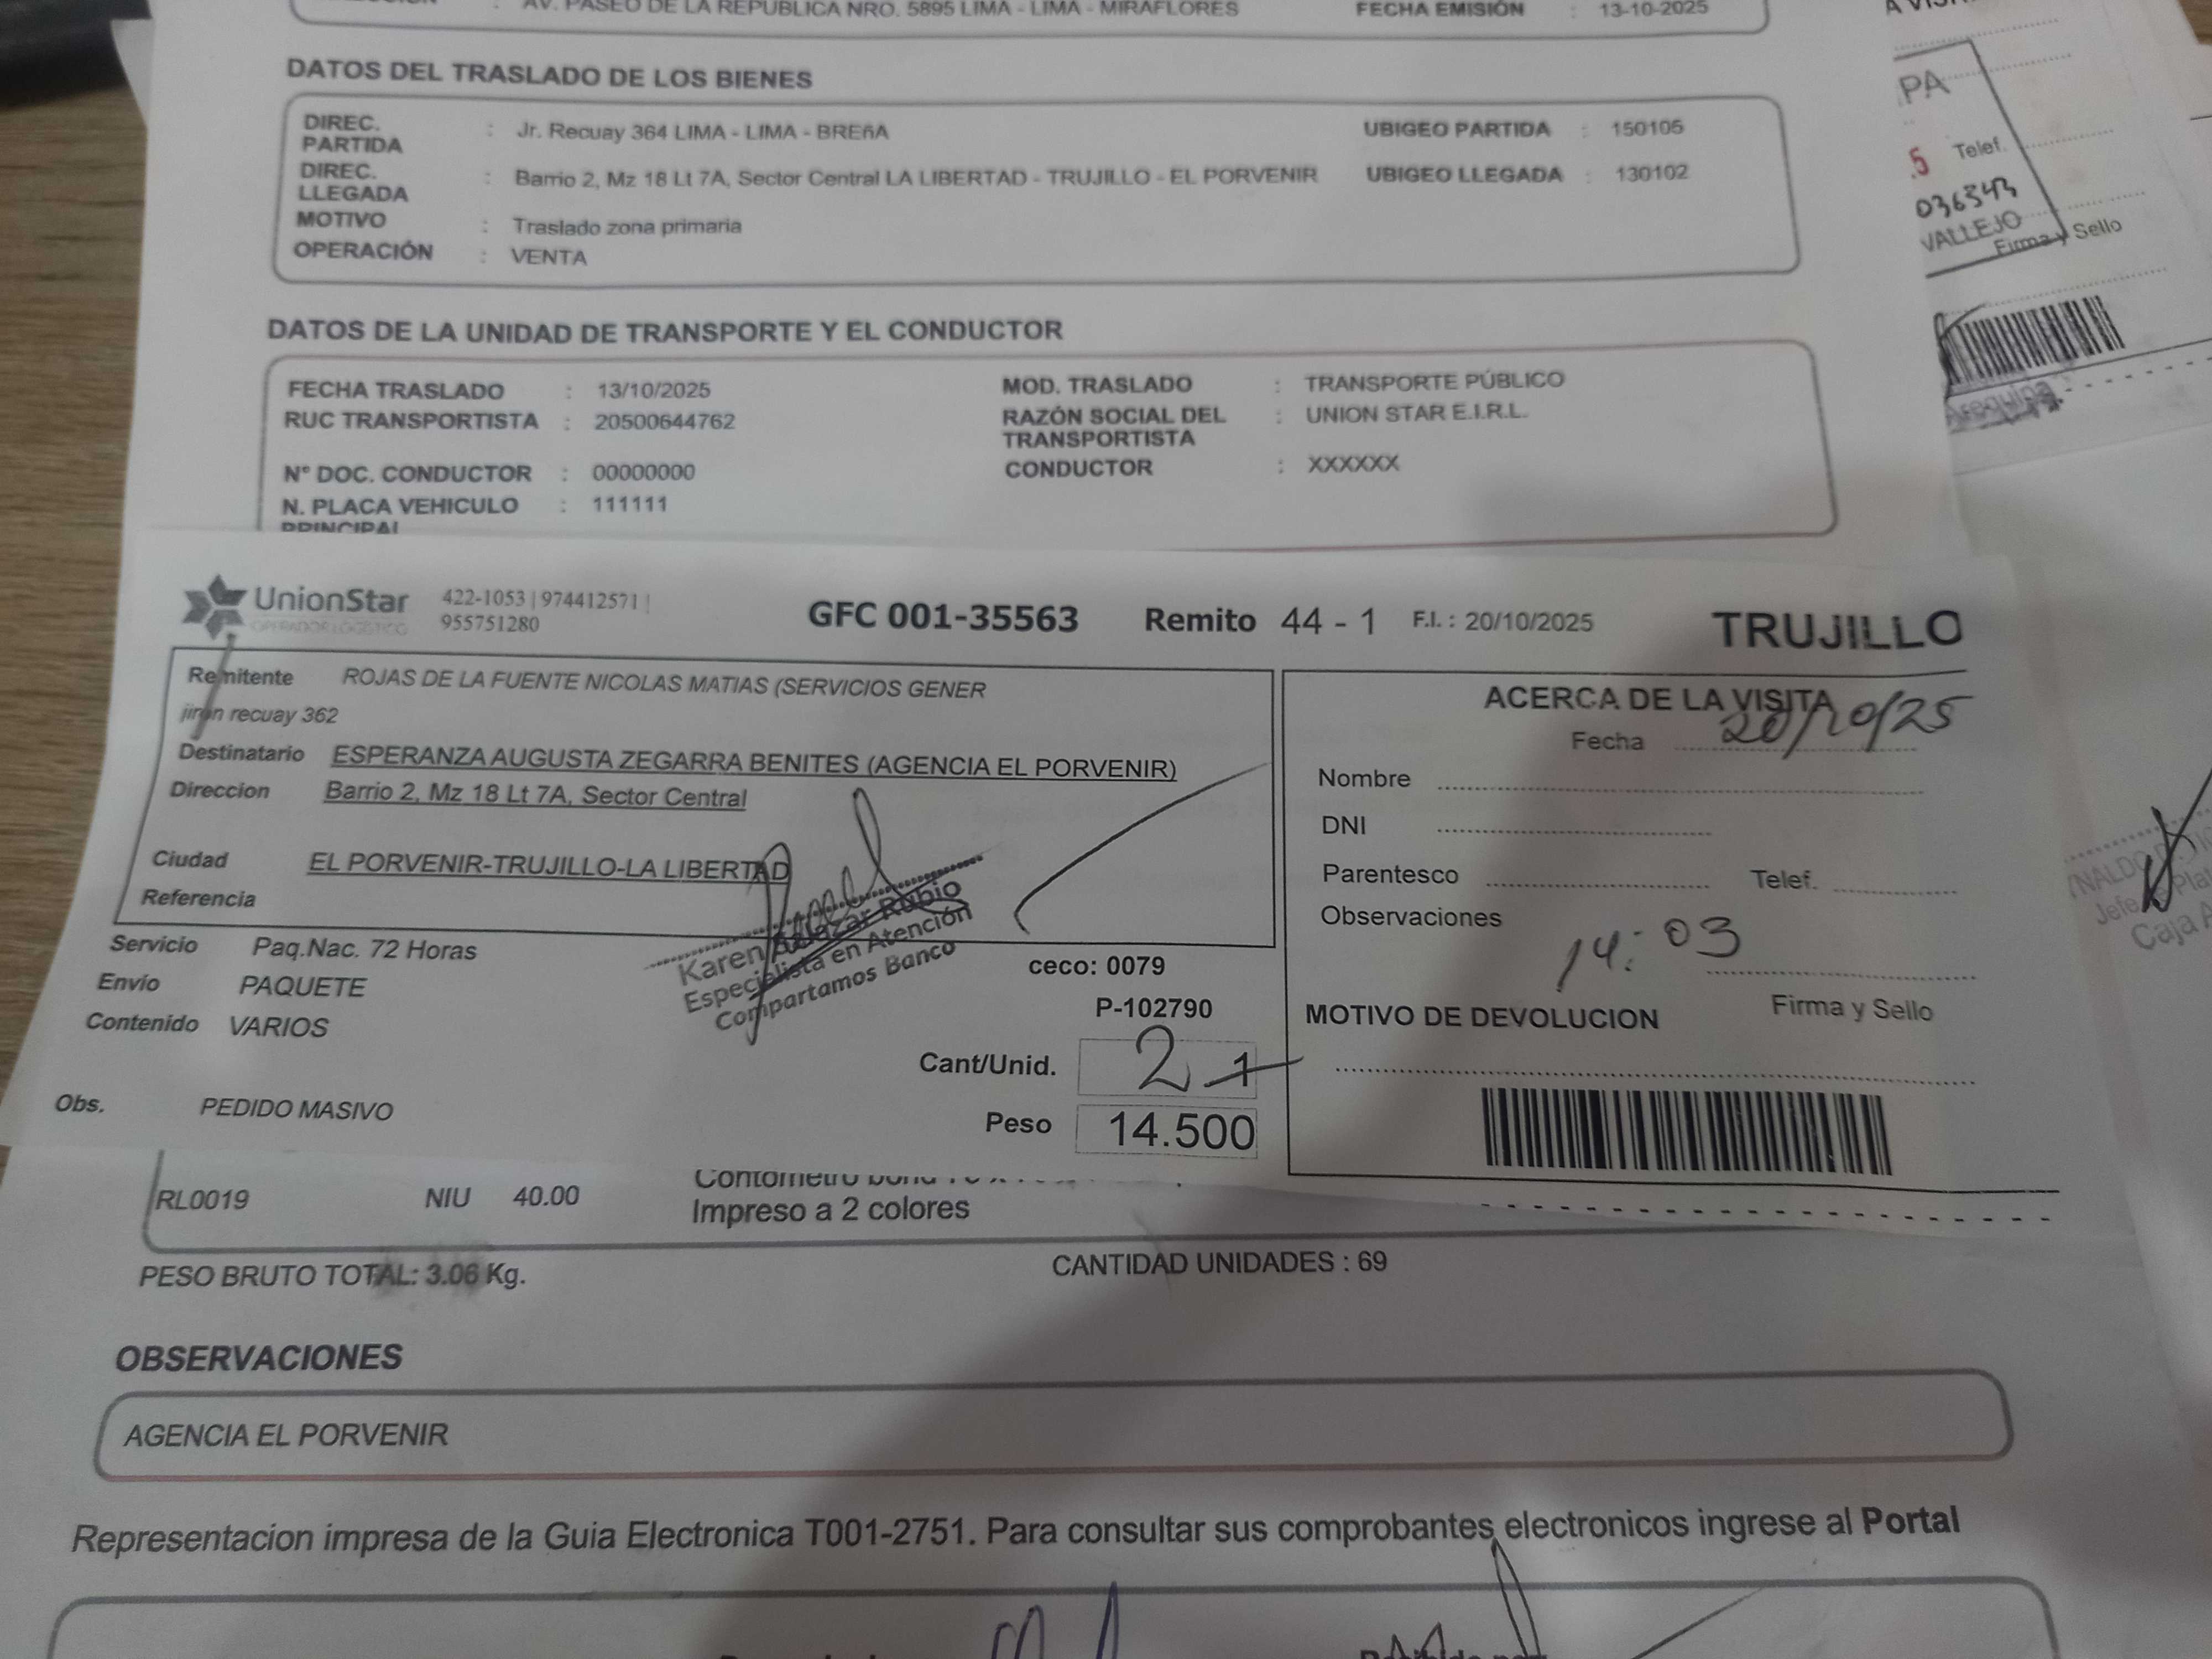 AV. PASEO DE LA REPUBLICA NRO. 5895 LIMA - LIMA - MIRAFLORES
FECHA EMISIÓN : 13-10-2025
DATOS DEL TRASLADO DE LOS BIENES
DIREC. PARTIDA : Jr. Recuay 364 LIMA - LIMA - BREñA
UBIGEO PARTIDA : 150105
DIREC. LLEGADA : Barrio 2, Mz 18 Lt 7A, Sector Central LA LIBERTAD - TRUJILLO - EL PORVENIR
UBIGEO LLEGADA : 130102
MOTIVO : Traslado zona primaria
OPERACIÓN : VENTA
DATOS DE LA UNIDAD DE TRANSPORTE Y EL CONDUCTOR
FECHA TRASLADO : 13/10/2025
MOD. TRASLADO : TRANSPORTE PÚBLICO
RUC TRANSPORTISTA : 20500644762
RAZÓN SOCIAL DEL TRANSPORTISTA : UNION STAR E.I.R.L.
N° DOC. CONDUCTOR : 00000000
CONDUCTOR : XXXXXX
N. PLACA VEHICULO PRINCIPAL : 111111
PA
5 Telef.
036343
VALLEJO
Firma y Sello
Arequipa
UnionStar
OPERADOR LOGÍSTICO
422-1053 | 974412571 |
955751280
GFC 001-35563
Remito 44 - 1
F.I. : 20/10/2025
TRUJILLO
Remitente ROJAS DE LA FUENTE NICOLAS MATIAS (SERVICIOS GENER
jiron recuay 362
Destinatario ESPERANZA AUGUSTA ZEGARRA BENITES (AGENCIA EL PORVENIR)
Direccion Barrio 2, Mz 18 Lt 7A, Sector Central
Ciudad EL PORVENIR-TRUJILLO-LA LIBERTAD
Referencia
Karen Salazar Rubio
Especialista en Atención
Compartamos Banco
Servicio Paq.Nac. 72 Horas
Envío PAQUETE
Contenido VARIOS
ceco: 0079
P-102790
Cant/Unid. 2 1
Peso 14.500
Obs. PEDIDO MASIVO
ACERCA DE LA VISITA
Fecha 20/10/25
Nombre
DNI
Parentesco
Telef.
Observaciones
14:03
Firma y Sello
MOTIVO DE DEVOLUCION
Caja
RL0019 NIU 40.00
Contometro bond
Impreso a 2 colores
PESO BRUTO TOTAL: 3.06 Kg.
CANTIDAD UNIDADES : 69
OBSERVACIONES
AGENCIA EL PORVENIR
Representacion impresa de la Guia Electronica T001-2751. Para consultar sus comprobantes electronicos ingrese al Portal